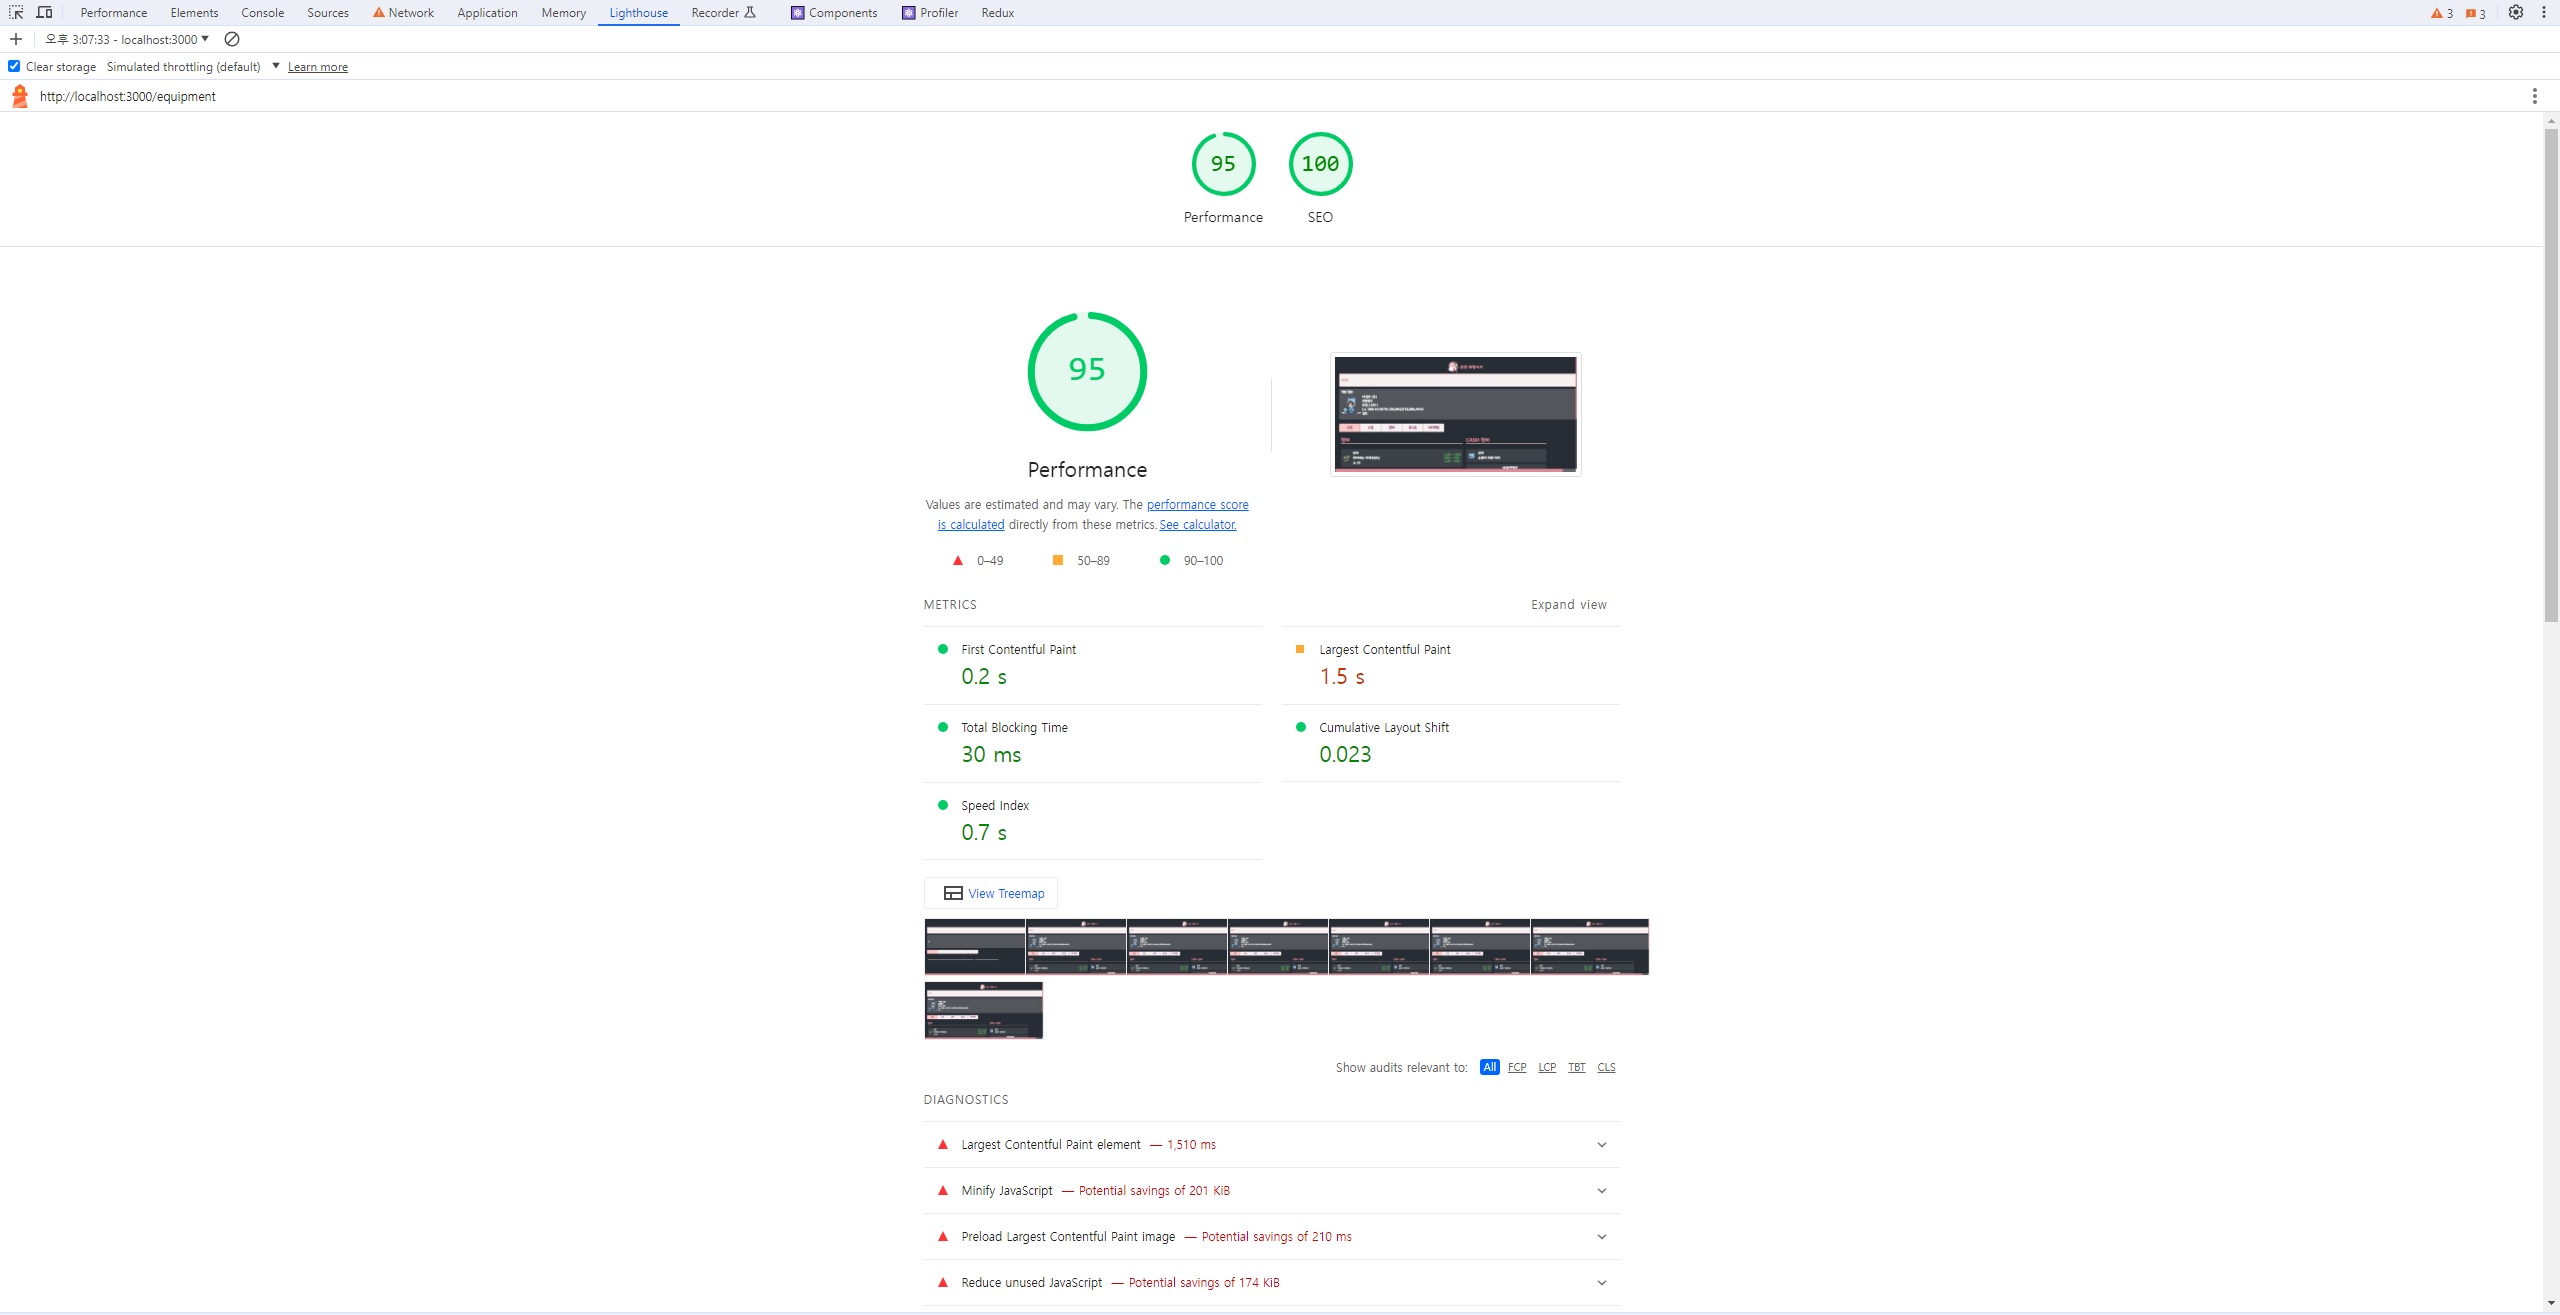 Performance Elements Console Sources Network Application Memory Lighthouse Recorder Components Profiler Redux 3 3
오후 3:07:33 - localhost:3000
Clear storage Simulated throttling (default) Learn more
http://localhost:3000/equipment
95 100
Performance SEO
95
Performance
Values are estimated and may vary. The performance score
is calculated directly from these metrics. See calculator.
0–49 50–89 90–100
METRICS Expand view
First Contentful Paint
0.2 s
Largest Contentful Paint
1.5 s
Total Blocking Time
30 ms
Cumulative Layout Shift
0.023
Speed Index
0.7 s
View Treemap
Show audits relevant to: All FCP LCP TBT CLS
DIAGNOSTICS
Largest Contentful Paint element — 1,510 ms
Minify JavaScript — Potential savings of 201 KiB
Preload Largest Contentful Paint image — Potential savings of 210 ms
Reduce unused JavaScript — Potential savings of 174 KiB